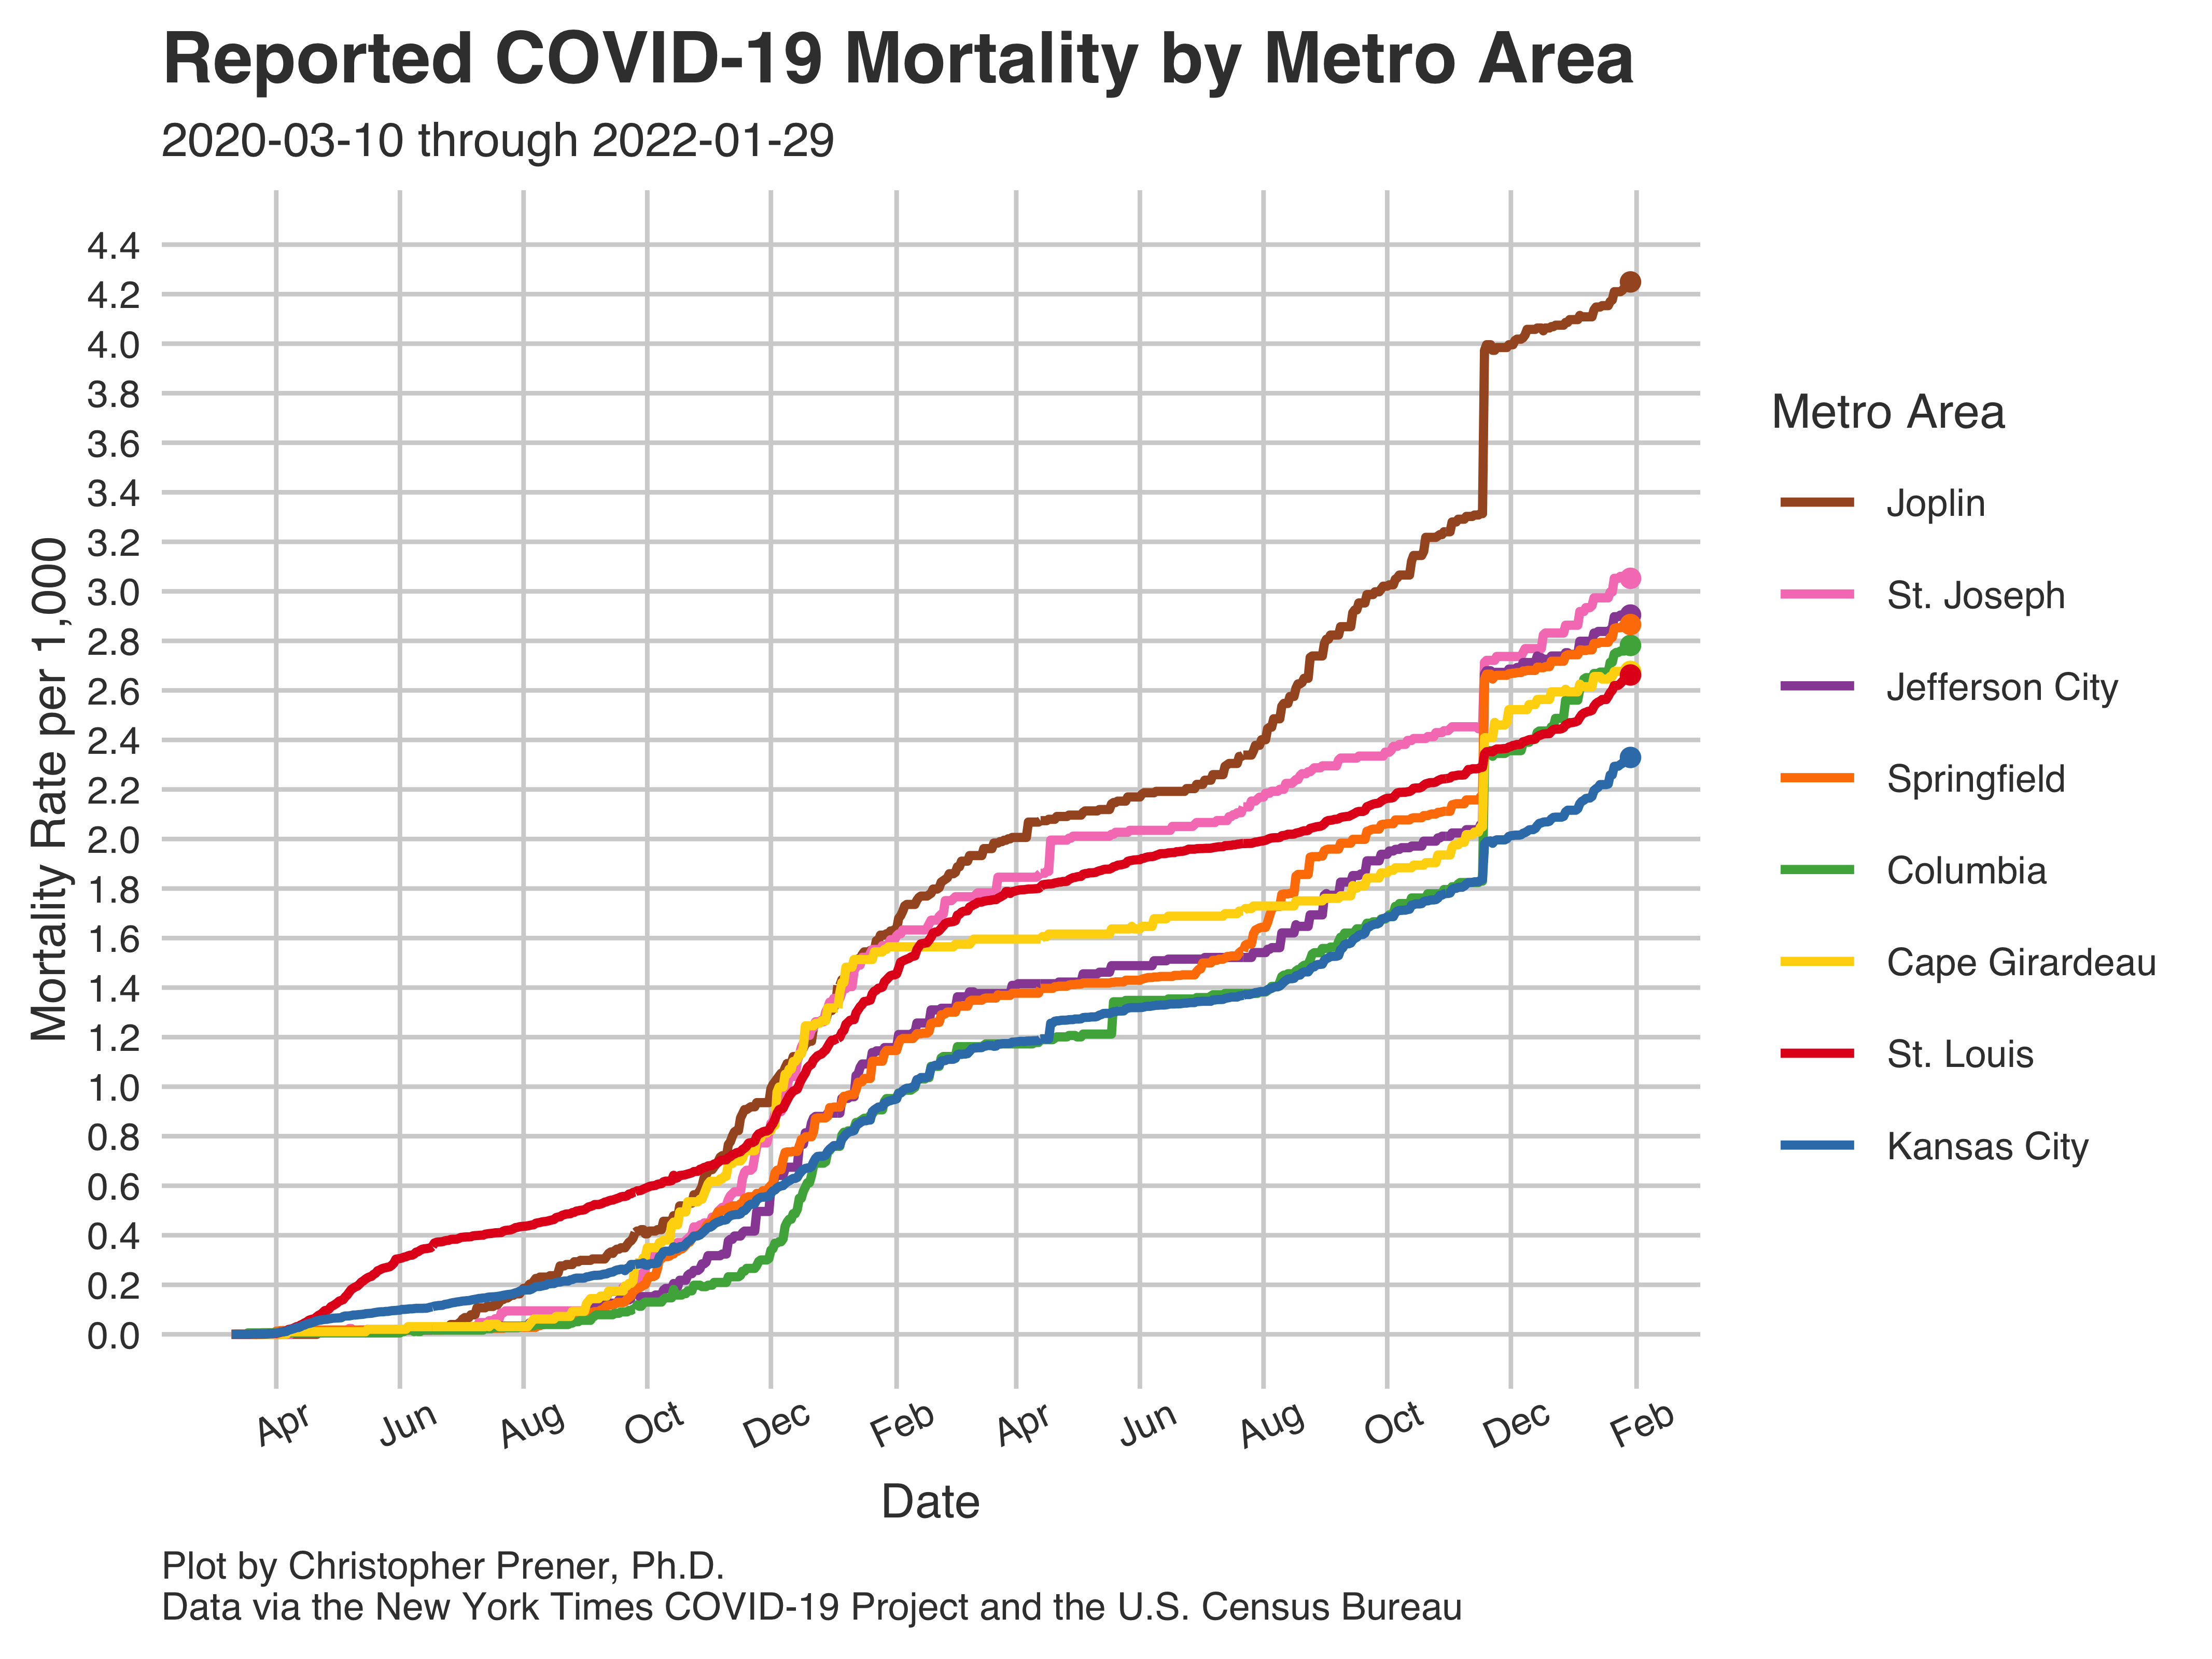 Reported COVID-19 Mortality by Metro Area
2020-03-10 through 2022-01-29
Mortality Rate per 1,000
4.4
4.2
4.0
3.8
3.6
3.4
3.2
3.0
2.8
2.6
2.4
2.2
2.0
1.8
1.6
1.4
1.2
1.0
0.8
0.6
0.4
0.2
0.0
Apr Jun Aug Oct Dec Feb Apr Jun Aug Oct Dec Feb
Date
Metro Area
Joplin
St. Joseph
Jefferson City
Springfield
Columbia
Cape Girardeau
St. Louis
Kansas City
Plot by Christopher Prener, Ph.D.
Data via the New York Times COVID-19 Project and the U.S. Census Bureau